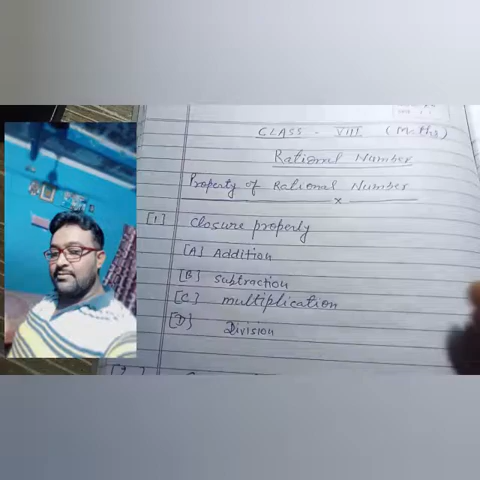 CLASS - VIII (Maths)
Rational Number
Property of Rational Number
x
[1] Closure property
[A] Addition
[B] Subtraction
[C] multiplication
[D] Division